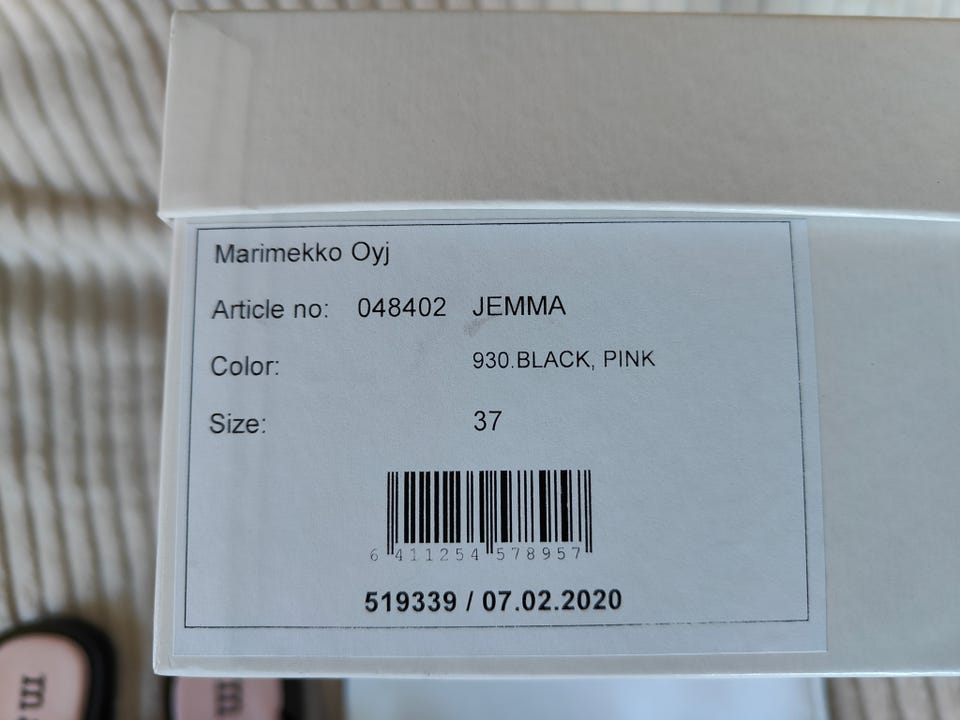 Marimekko Oyj
Article no: 048402 JEMMA
Color: 930.BLACK, PINK
Size: 37
6 411254 578957
519339 / 07.02.2020